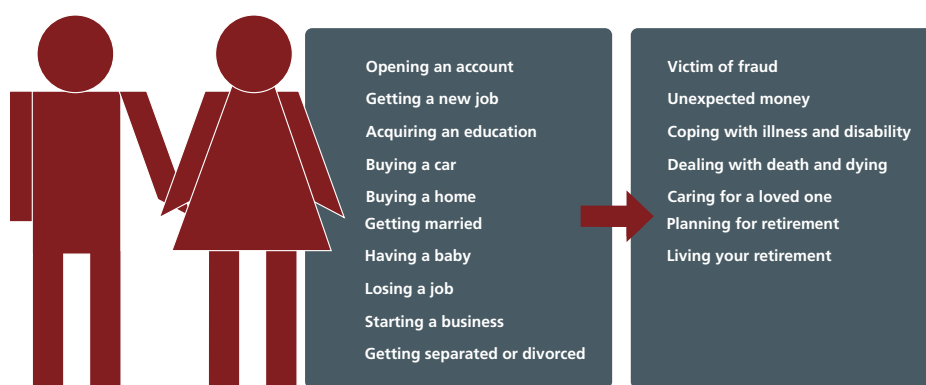 Opening an account
Getting a new job
Acquiring an education
Buying a car
Buying a home
Getting married
Having a baby
Losing a job
Starting a business
Getting separated or divorced
Victim of fraud
Unexpected money
Coping with illness and disability
Dealing with death and dying
Caring for a loved one
Planning for retirement
Living your retirement